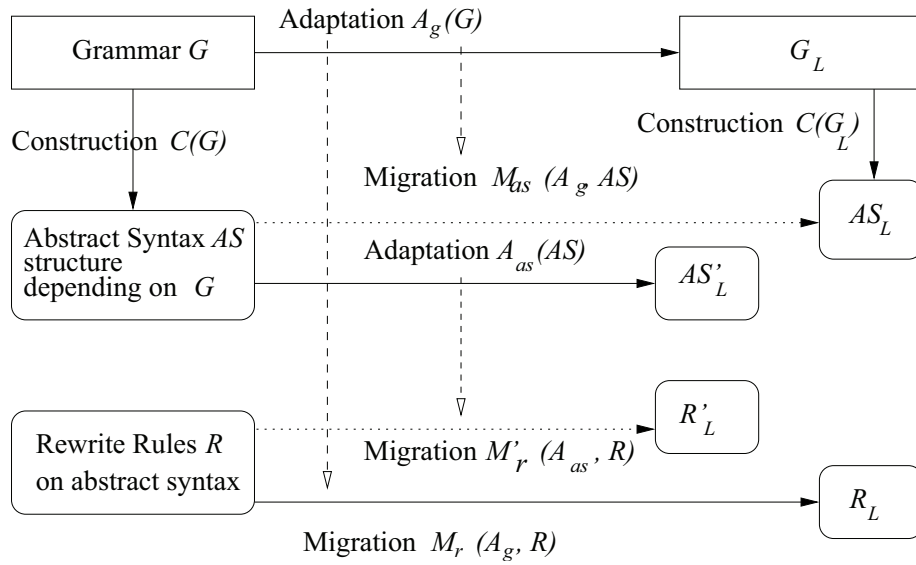 Adaptation A_g(G)
Grammar G
G_L
Construction C(G)
Construction C(G_L)
Migration M_as (A_g, AS)
Abstract Syntax AS
structure
depending on G
AS_L
Adaptation A_as(AS)
AS'_L
Rewrite Rules R
on abstract syntax
R'_L
Migration M'_r (A_as, R)
R_L
Migration M_r (A_g, R)